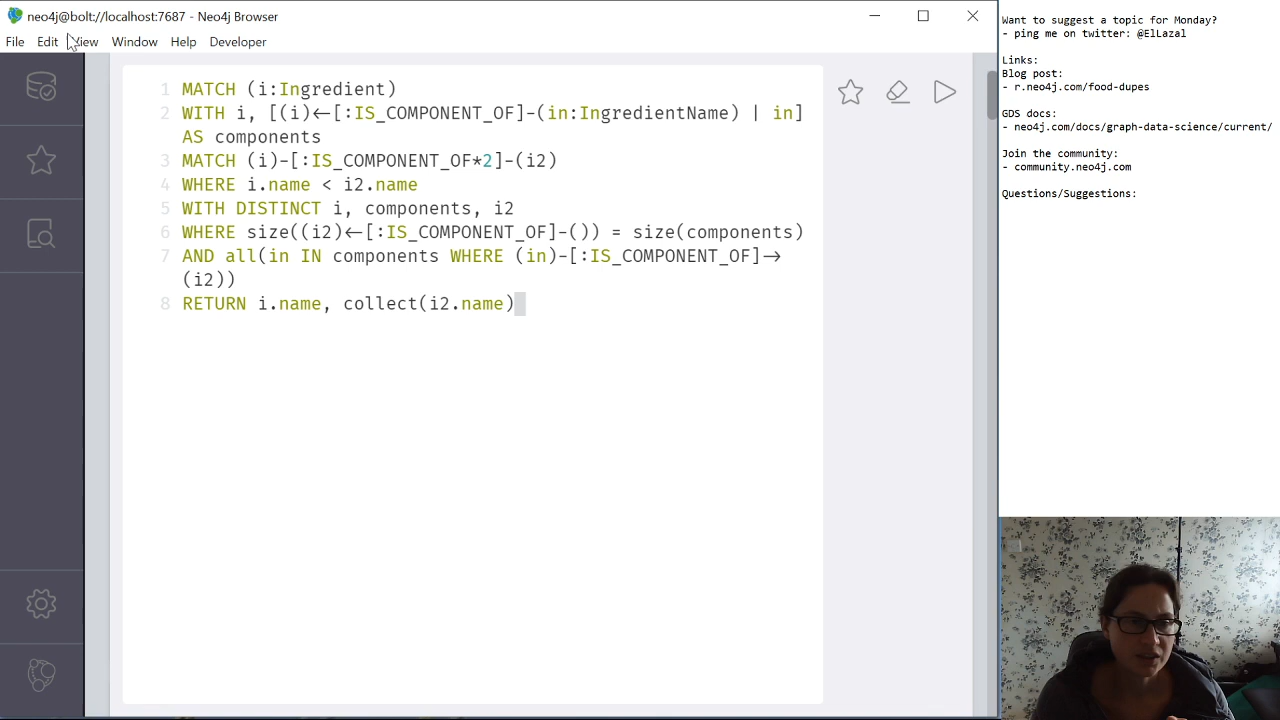 neo4j@bolt://localhost:7687 - Neo4j Browser
File Edit View Window Help Developer
1 MATCH (i:Ingredient)
2 WITH i, [(i)<-[:IS_COMPONENT_OF]-(in:IngredientName) | in]
AS components
3 MATCH (i)-[:IS_COMPONENT_OF*2]-(i2)
4 WHERE i.name < i2.name
5 WITH DISTINCT i, components, i2
6 WHERE size((i2)<-[:IS_COMPONENT_OF]-()) = size(components)
7 AND all(in IN components WHERE (in)-[:IS_COMPONENT_OF]->
(i2))
8 RETURN i.name, collect(i2.name)
Want to suggest a topic for Monday?
- ping me on twitter: @ElLazal
Links:
Blog post:
- r.neo4j.com/food-dupes
GDS docs:
- neo4j.com/docs/graph-data-science/current/
Join the community:
- community.neo4j.com
Questions/Suggestions: